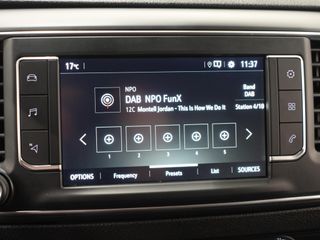 17°C 11:37
NPO
DAB NPO FunX
12C Montell Jordan - This Is How We Do It
Band
DAB
Station 4/10
1 2 3 4 5
OPTIONS Frequency Presets List SOURCES